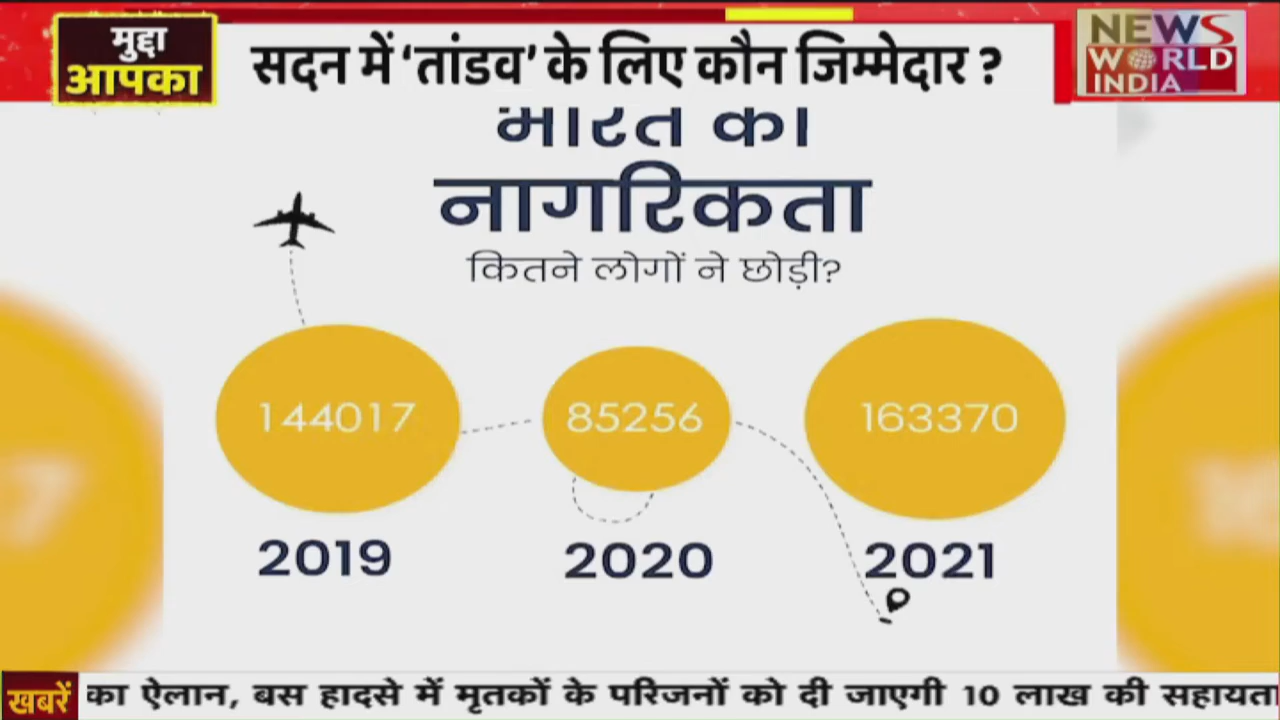 मुद्दा
आपका
सदन में ‘तांडव’ के लिए कौन जिम्मेदार ?
NEWS
WORLD
INDIA
भारत की
नागरिकता
कितने लोगों ने छोड़ी?
144017
85256
163370
2019
2020
2021
खबरें
का ऐलान, बस हादसे में मृतकों के परिजनों को दी जाएगी 10 लाख की सहायता